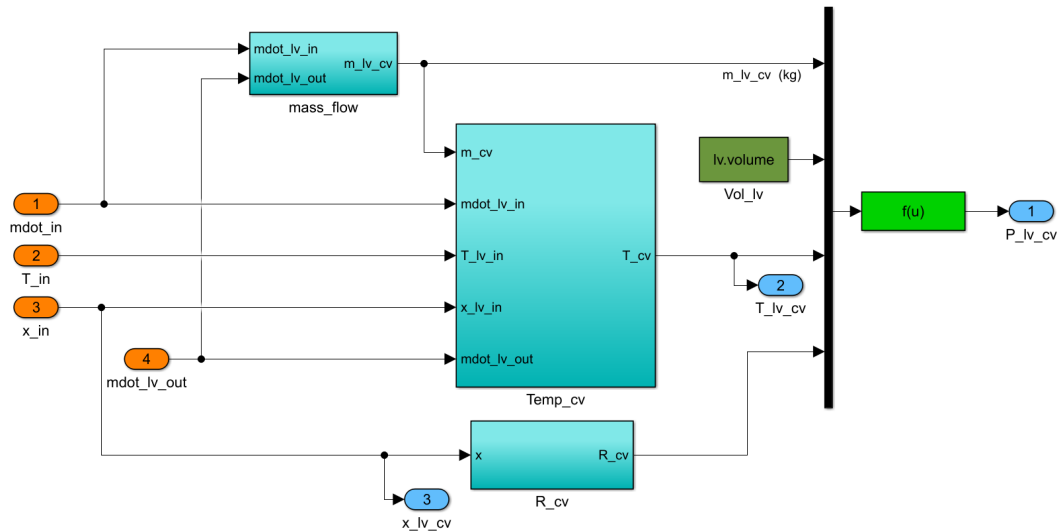 mdot_lv_in
mdot_lv_out
m_lv_cv
mass_flow
m_lv_cv (kg)
m_cv
mdot_lv_in
T_lv_in
x_lv_in
mdot_lv_out
T_cv
Temp_cv
lv.volume
Vol_lv
1
mdot_in
2
T_in
3
x_in
4
mdot_lv_out
f(u)
1
P_lv_cv
2
T_lv_cv
x
R_cv
R_cv
3
x_lv_cv